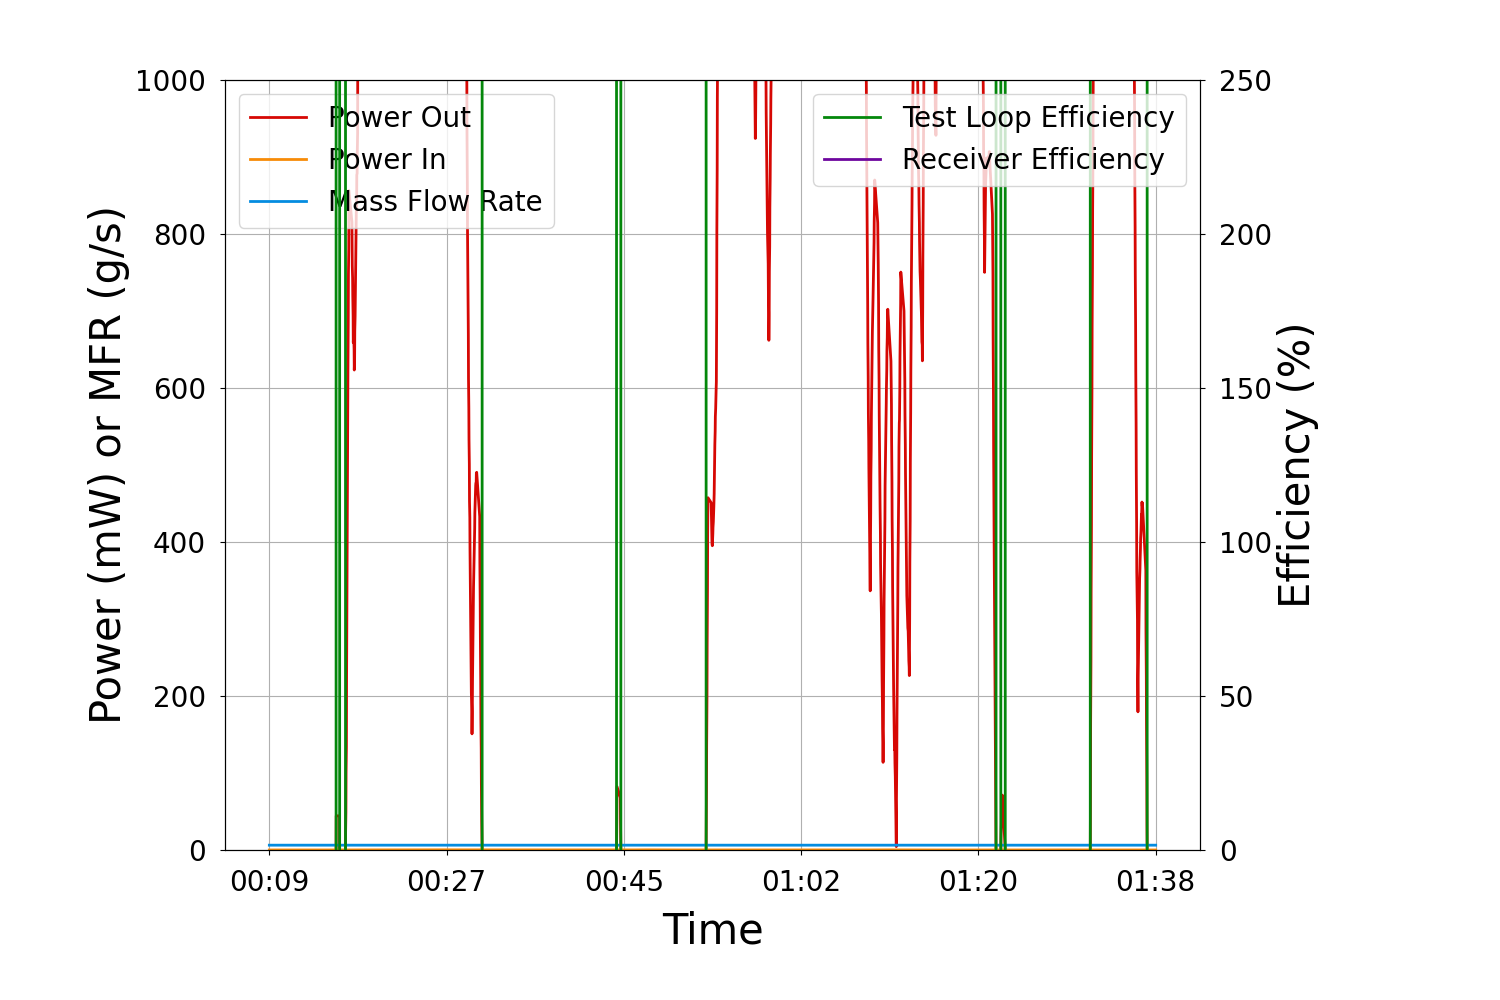 1000
800
600
400
200
0
Power (mW) or MFR (g/s)
Power Out
Power In
Mass Flow Rate
Test Loop Efficiency
Receiver Efficiency
250
200
150
100
50
0
Efficiency (%)
00:09 00:27 00:45 01:02 01:20 01:38
Time